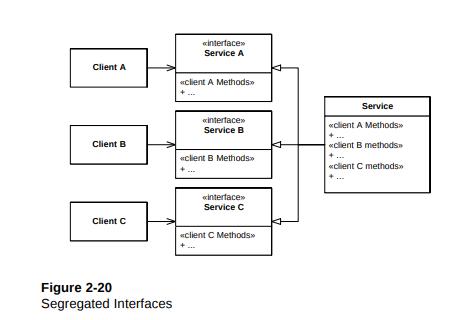 Client A
«interface»
Service A
«client A Methods»
+ ...
Client B
«interface»
Service B
«client B Methods»
+ ...
Client C
«interface»
Service C
«client C Methods»
+ ...
Service
«client A Methods»
+ ...
«client B methods»
+ ...
«client C methods»
+ ...
Figure 2-20
Segregated Interfaces